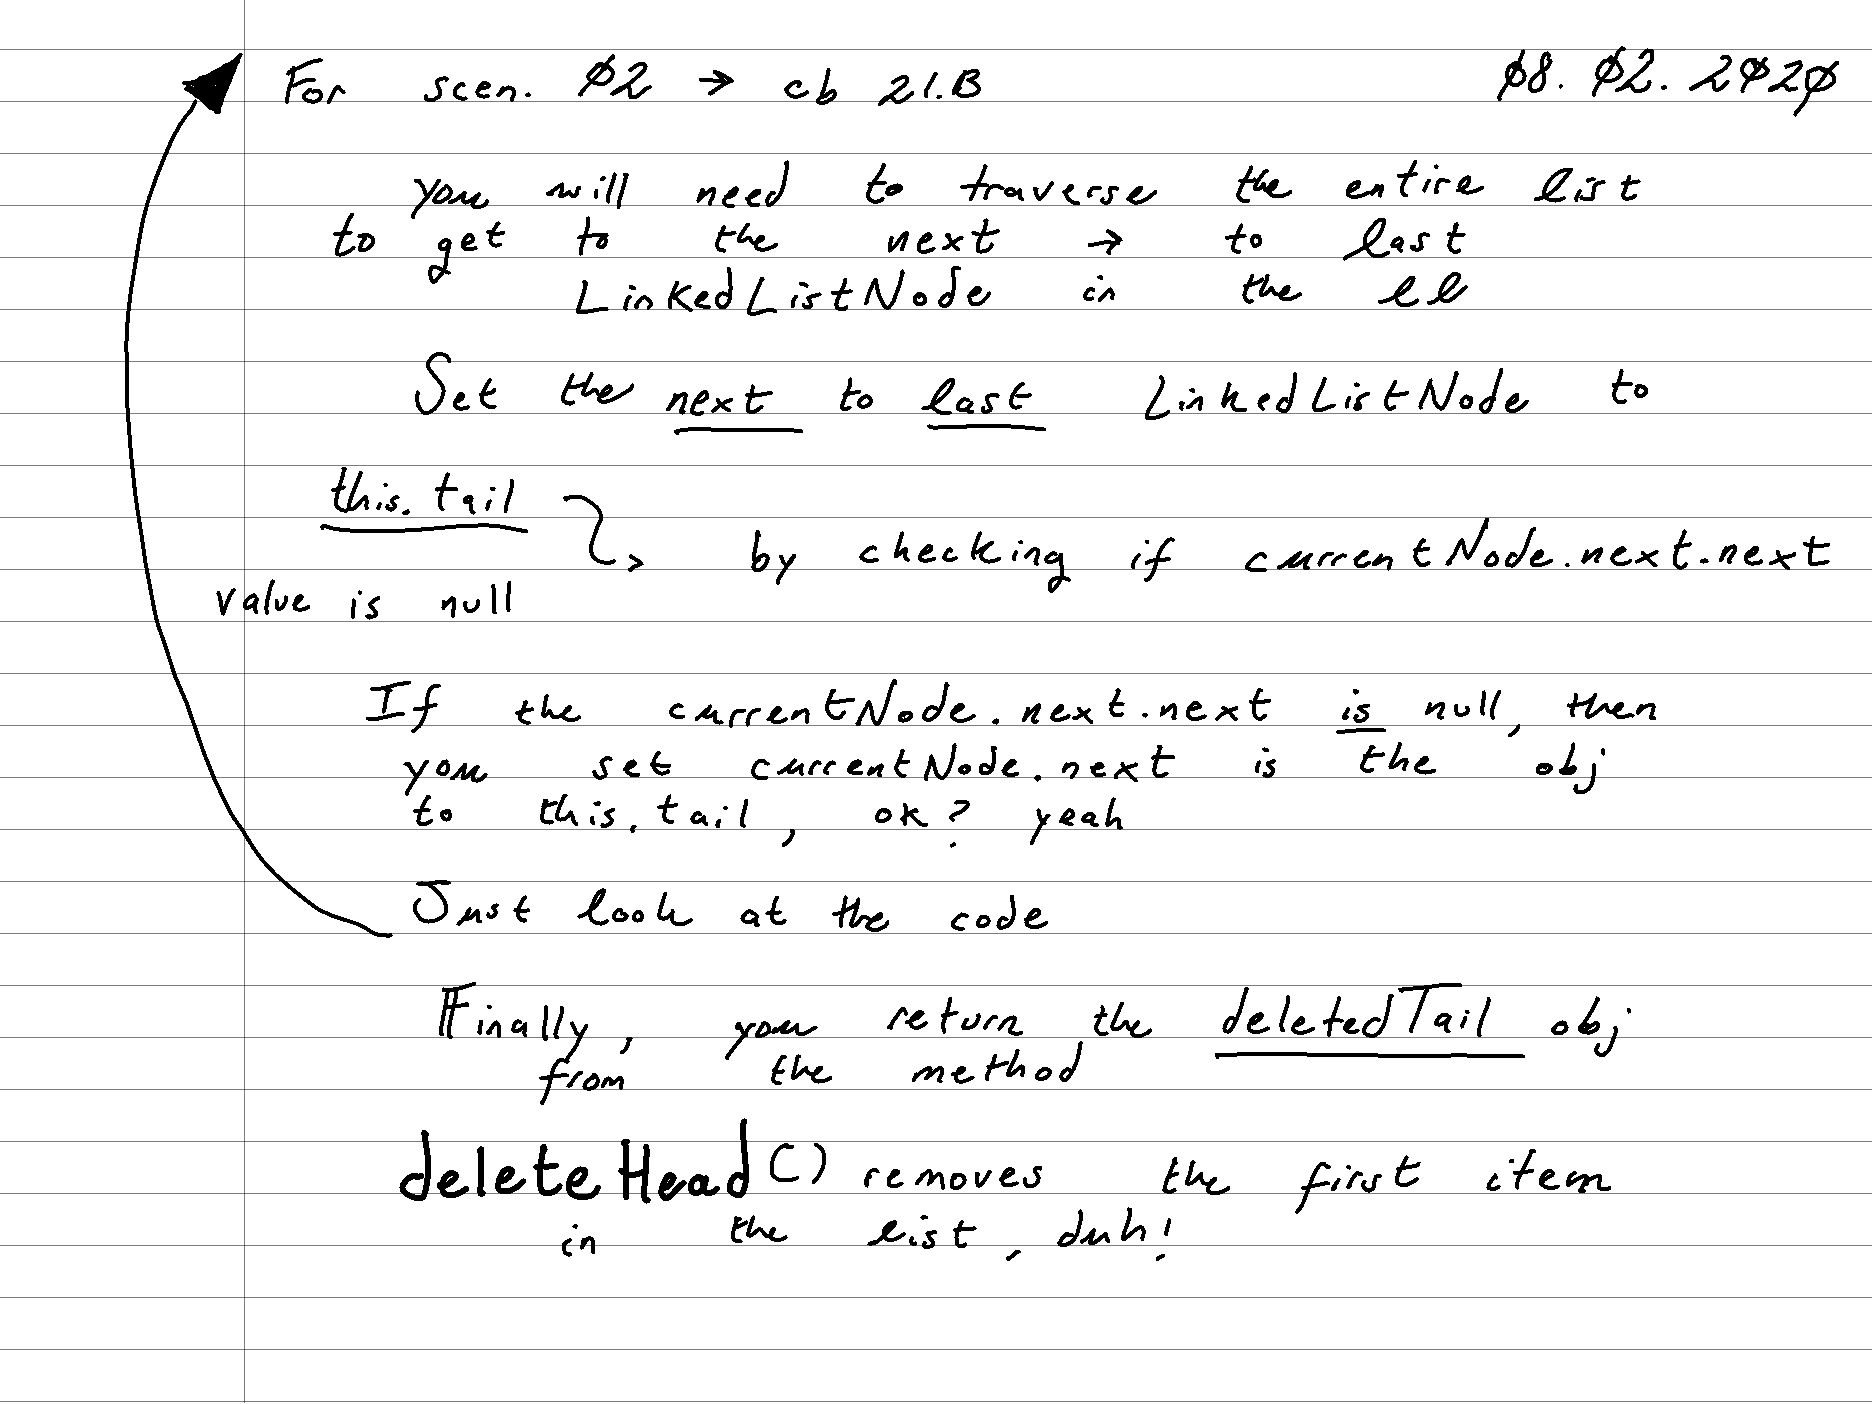 For scen. Ø2 → cb 21.B Ø8. Ø2. 2Ø2Ø
you will need to traverse the entire list
to get to the next → to last
LinkedListNode in the ll
Set the next to last LinkedListNode to
this.tail
by checking if currentNode.next.next
value is null
If the currentNode.next.next is null, then
you set currentNode.next is the obj
to this.tail, ok? yeah
Just look at the code
Finally, you return the deletedTail obj
from the method
deleteHead() removes the first item
in the list, duh!